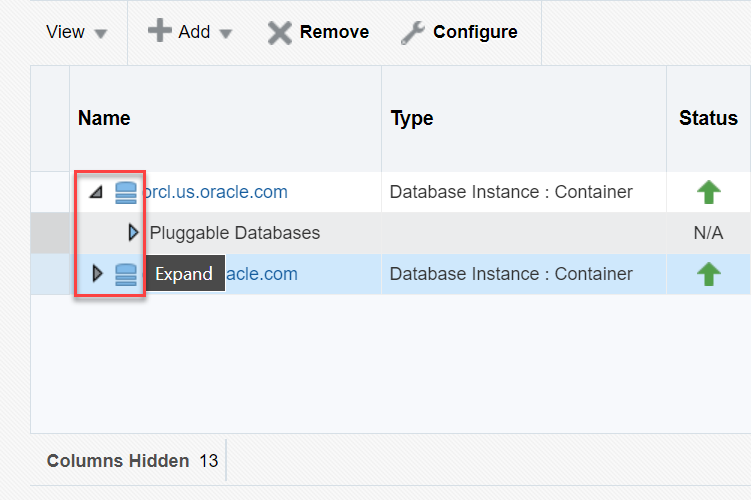 View Add Remove Configure
Name Type Status
orcl.us.oracle.com Database Instance : Container
Pluggable Databases N/A
Expand acle.com Database Instance : Container
Columns Hidden 13